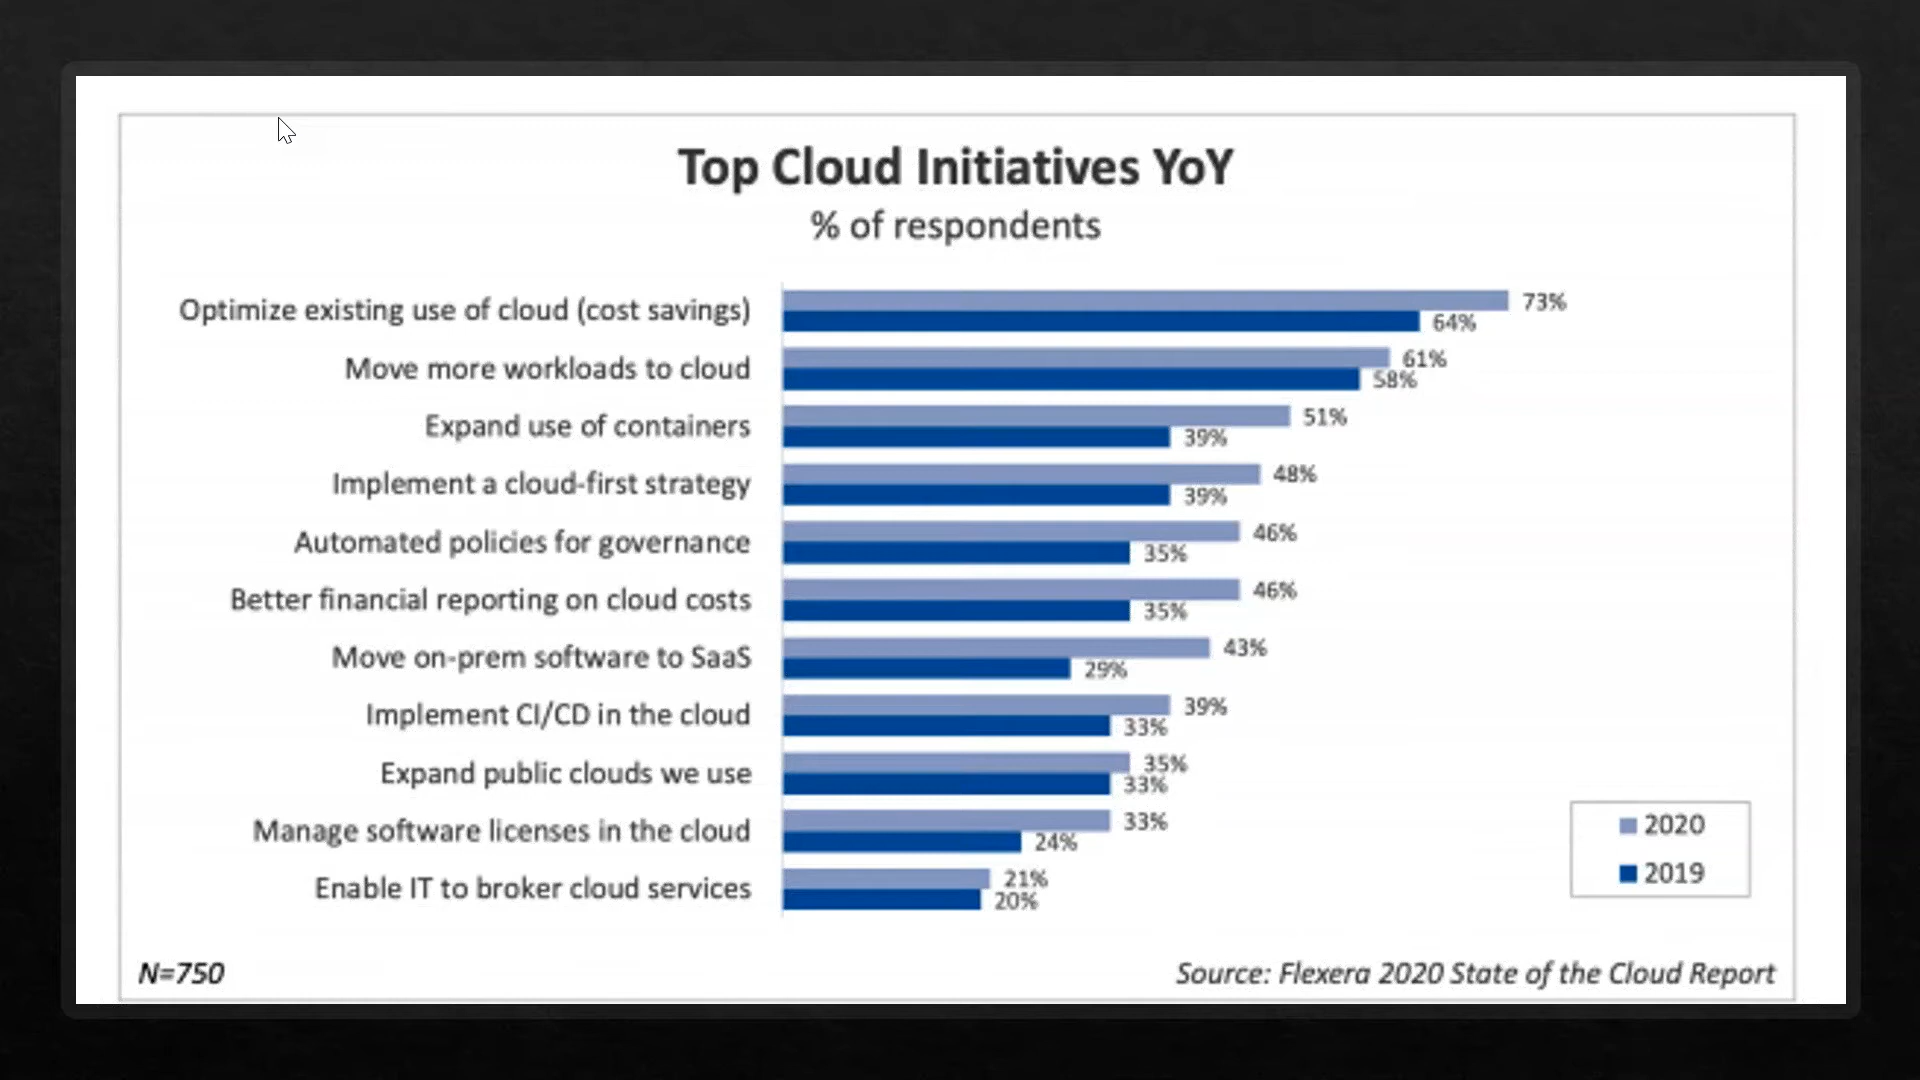 Top Cloud Initiatives YoY
% of respondents
Optimize existing use of cloud (cost savings)
73%
64%
Move more workloads to cloud
61%
58%
Expand use of containers
51%
39%
Implement a cloud-first strategy
48%
39%
Automated policies for governance
46%
35%
Better financial reporting on cloud costs
46%
35%
Move on-prem software to SaaS
43%
29%
Implement CI/CD in the cloud
39%
33%
Expand public clouds we use
35%
33%
Manage software licenses in the cloud
33%
24%
Enable IT to broker cloud services
21%
20%
2020
2019
N=750
Source: Flexera 2020 State of the Cloud Report